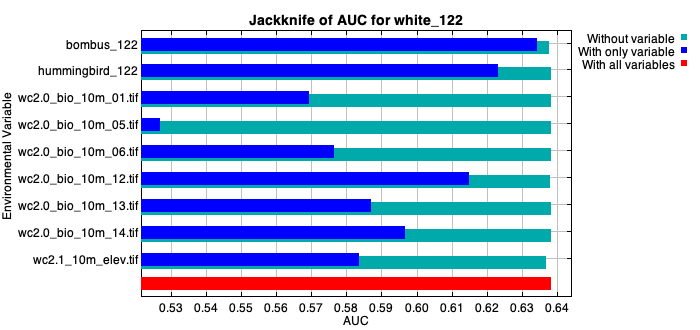 Jackknife of AUC for white_122
Without variable
With only variable
With all variables
Environmental Variable
bombus_122
hummingbird_122
wc2.0_bio_10m_01.tif
wc2.0_bio_10m_05.tif
wc2.0_bio_10m_06.tif
wc2.0_bio_10m_12.tif
wc2.0_bio_10m_13.tif
wc2.0_bio_10m_14.tif
wc2.1_10m_elev.tif
0.53 0.54 0.55 0.56 0.57 0.58 0.59 0.60 0.61 0.62 0.63 0.64
AUC